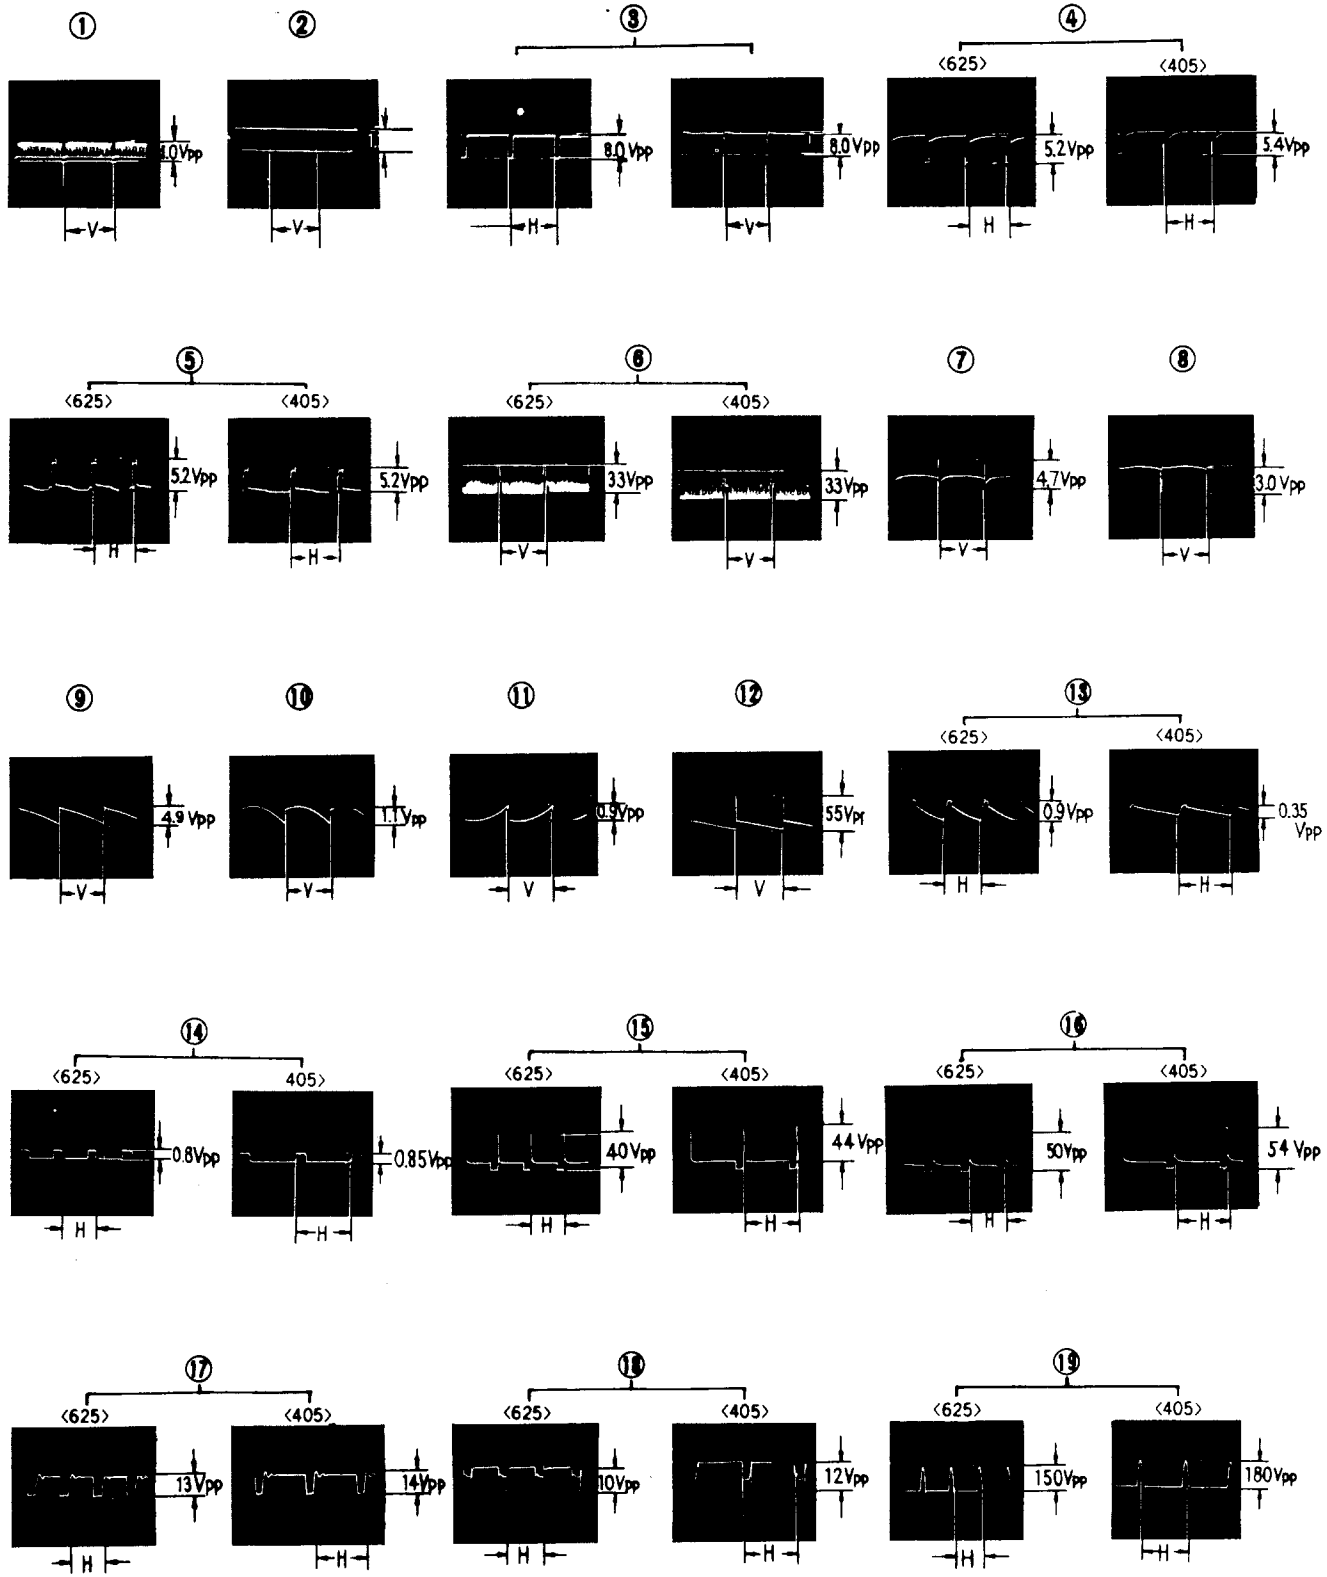 ① ② ③ ④
<625> <405>
1.0Vpp 8.0Vpp 8.0Vpp 5.2Vpp 5.4Vpp
V V H V H H
⑤ ⑥ ⑦ ⑧
<625> <405> <625> <405>
5.2Vpp 5.2Vpp 33Vpp 33Vpp 4.7Vpp 3.0Vpp
H H V V V V
⑨ ⑩ ⑪ ⑫ ⑬
<625> <405>
4.9Vpp 1.1Vpp 0.9Vpp 55Vpp 0.9Vpp 0.35
Vpp
V V V V H H
⑭ ⑮ ⑯
<625> 405> <625> <405> <625> <405>
0.8Vpp 0.85Vpp 40Vpp 44Vpp 50Vpp 54Vpp
H H H H H H
⑰ ⑱ ⑲
<625> <405> <625> <405> <625> <405>
13Vpp 14Vpp 10Vpp 12Vpp 150Vpp 180Vpp
H H H H H H